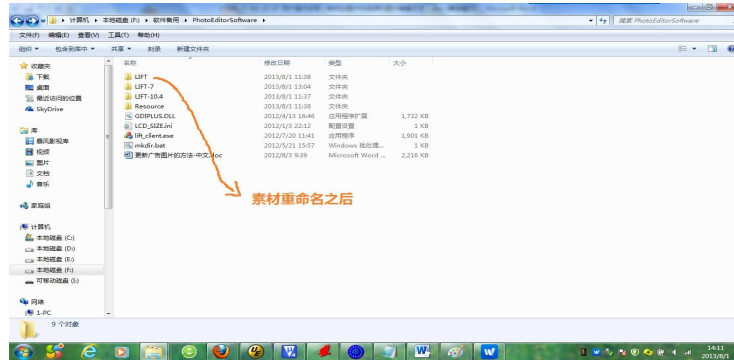 计算机 ▸ 本地磁盘 (F:) ▸ 软件备用 ▸ PhotoEditorSoftware ▸
搜索 PhotoEditorSoftware
文件(F) 编辑(E) 查看(V) 工具(T) 帮助(H)
组织 包含到库中 共享 刻录 新建文件夹
收藏夹
下载
桌面
最近访问的位置
SkyDrive
库
暴风影视库
视频
图片
文档
音乐
家庭组
计算机
本地磁盘 (C:)
本地磁盘 (D:)
本地磁盘 (E:)
本地磁盘 (F:)
可移动磁盘 (I:)
网络
1-PC
名称 修改日期 类型 大小
LIFT 2013/8/1 11:38 文件夹
LIFT-7 2013/8/1 13:04 文件夹
LIFT-10.4 2013/8/1 11:37 文件夹
Resource 2013/8/1 11:38 文件夹
GDIPLUS.DLL 2012/4/13 16:46 应用程序扩展 1,732 KB
LCD_SIZE.ini 2012/1/3 22:12 配置设置 1 KB
lift_client.exe 2012/7/20 11:41 应用程序 1,901 KB
mkdir.bat 2012/5/21 15:57 Windows 批处理... 1 KB
更新广告图片的方法-中文.doc 2012/8/3 9:39 Microsoft Word ... 2,216 KB
素材重命名之后
9 个对象
14:11
2013/8/1